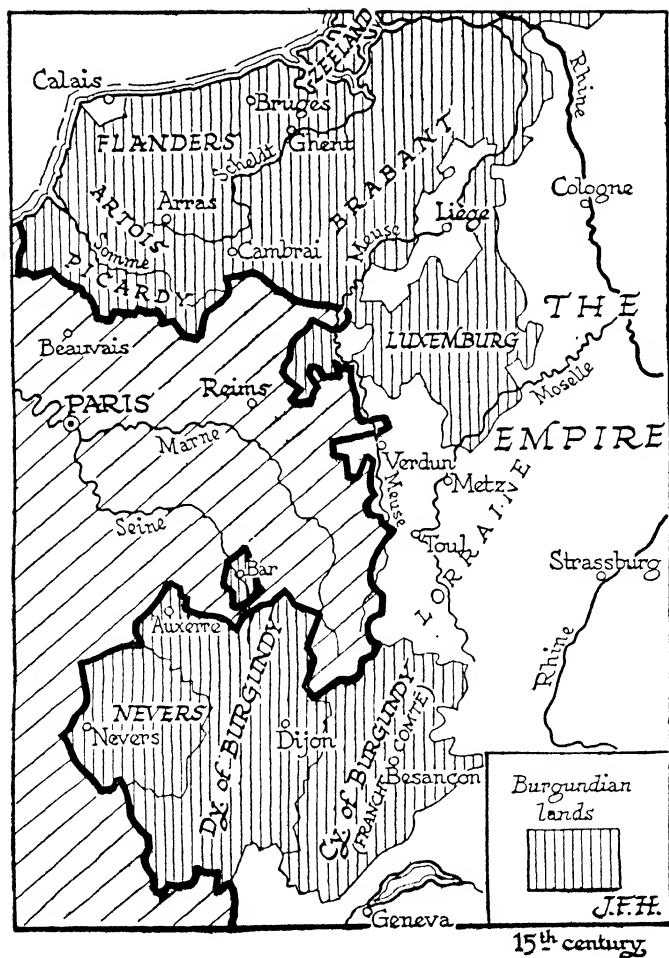 ZEELAND
Calais
Bruges
Rhine
FLANDERS
Ghent
Scheldt
BRABANT
Cologne
ARTOIS
Arras
Liége
Meuse
Somme
Cambrai
PICARDY
THE
Beauvais
LUXEMBURG
Reims
Moselle
PARIS
Marne
EMPIRE
Verdun
Metz
Meuse
LORRAINE
Seine
Toul
Bar
Strassburg
Auxerre
Rhine
NEVERS
Nevers
Dy. of BURGUNDY
Dijon
Cy. of BURGUNDY
(FRANCHE COMTÉ)
Besançon
Burgundian
lands
J.F.H.
Geneva
15th century